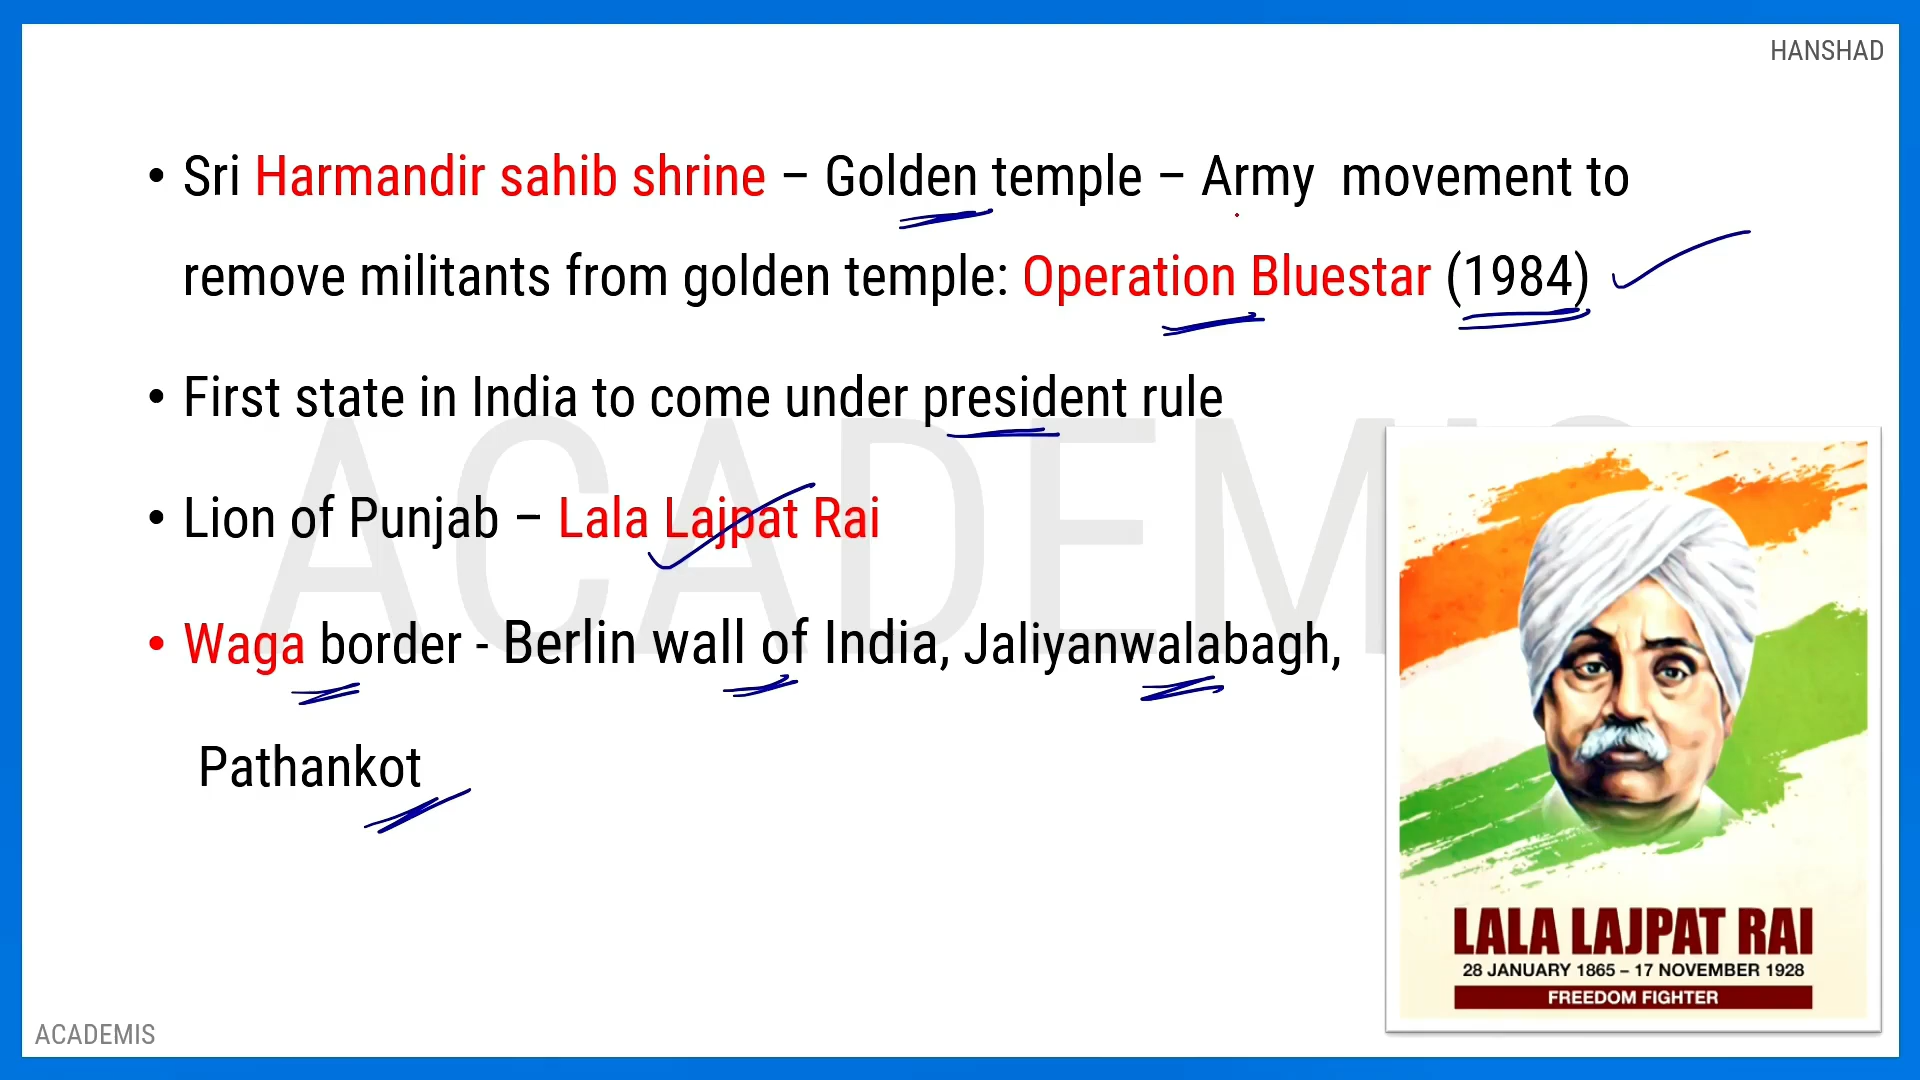 HANSHAD
• Sri Harmandir sahib shrine – Golden temple – Army movement to
remove militants from golden temple: Operation Bluestar (1984)
• First state in India to come under president rule
• Lion of Punjab – Lala Lajpat Rai
• Waga border - Berlin wall of India, Jaliyanwalabagh,
Pathankot
ACADEMIS
LALA LAJPAT RAI
28 JANUARY 1865 – 17 NOVEMBER 1928
FREEDOM FIGHTER
ACADEMIS